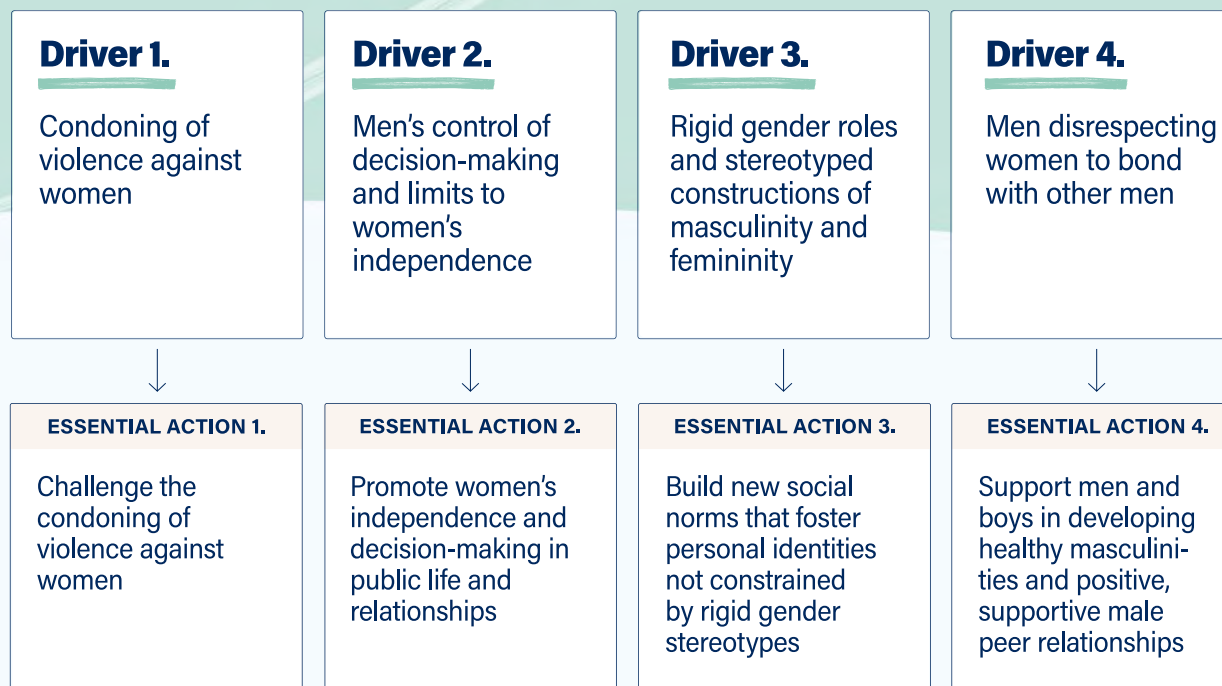 Driver 1.
Condoning of
violence against
women
Driver 2.
Men’s control of
decision-making
and limits to
women’s
independence
Driver 3.
Rigid gender roles
and stereotyped
constructions of
masculinity and
femininity
Driver 4.
Men disrespecting
women to bond
with other men
ESSENTIAL ACTION 1.
Challenge the
condoning of
violence against
women
ESSENTIAL ACTION 2.
Promote women’s
independence and
decision-making in
public life and
relationships
ESSENTIAL ACTION 3.
Build new social
norms that foster
personal identities
not constrained
by rigid gender
stereotypes
ESSENTIAL ACTION 4.
Support men and
boys in developing
healthy masculini-
ties and positive,
supportive male
peer relationships